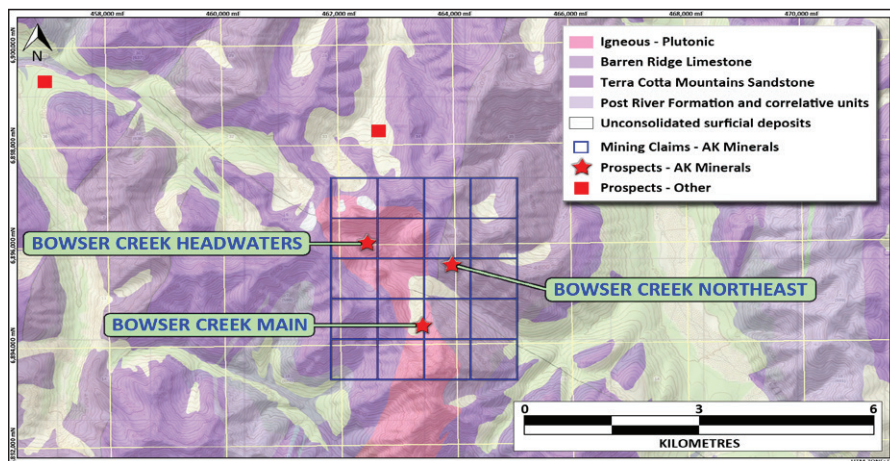 458,000 mE
460,000 mE
462,000 mE
464,000 mE
466,000 mE
468,000 mE
470,000 mE
N
Igneous - Plutonic
Barren Ridge Limestone
Terra Cotta Mountains Sandstone
Post River Formation and correlative units
Unconsolidated surficial deposits
Mining Claims - AK Minerals
Prospects - AK Minerals
Prospects - Other
BOWSER CREEK HEADWATERS
BOWSER CREEK NORTHEAST
BOWSER CREEK MAIN
0
3
6
KILOMETRES